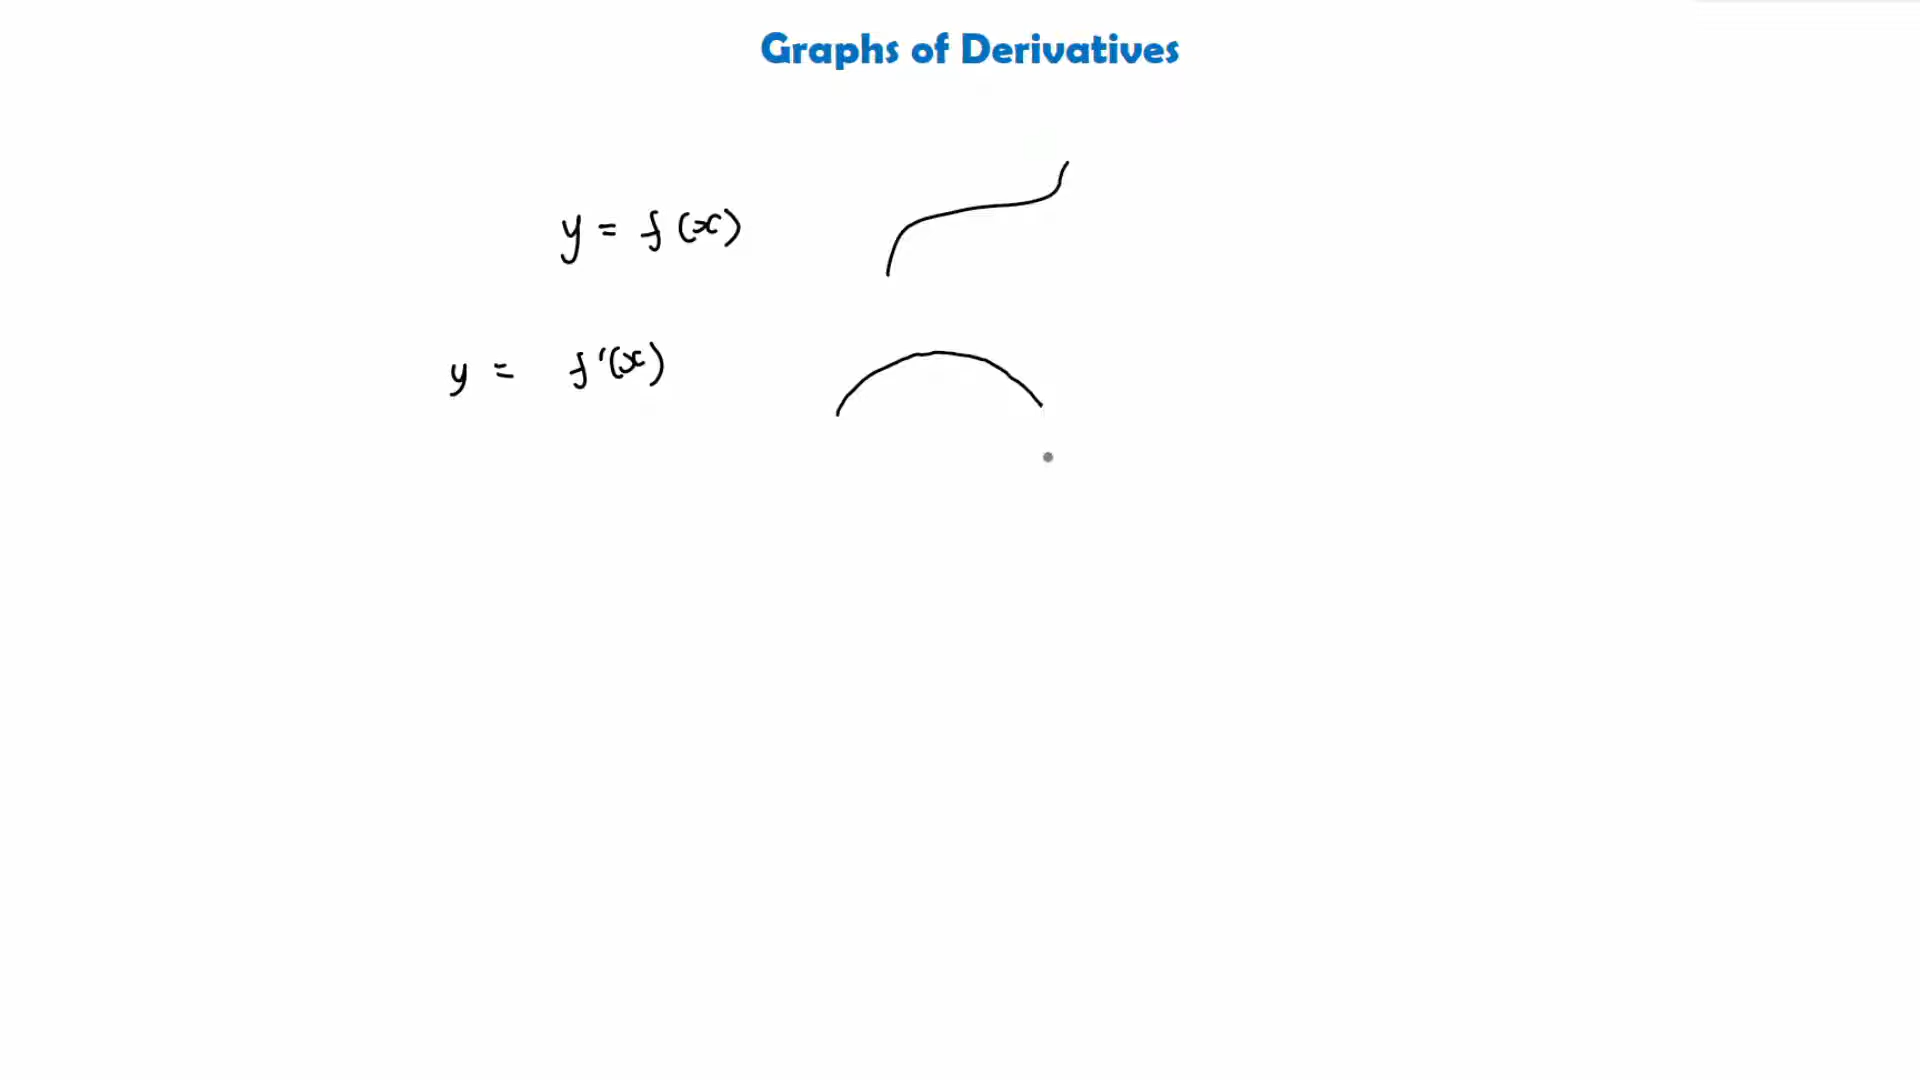 Graphs of Derivatives
y = f(x)
y = f'(x)